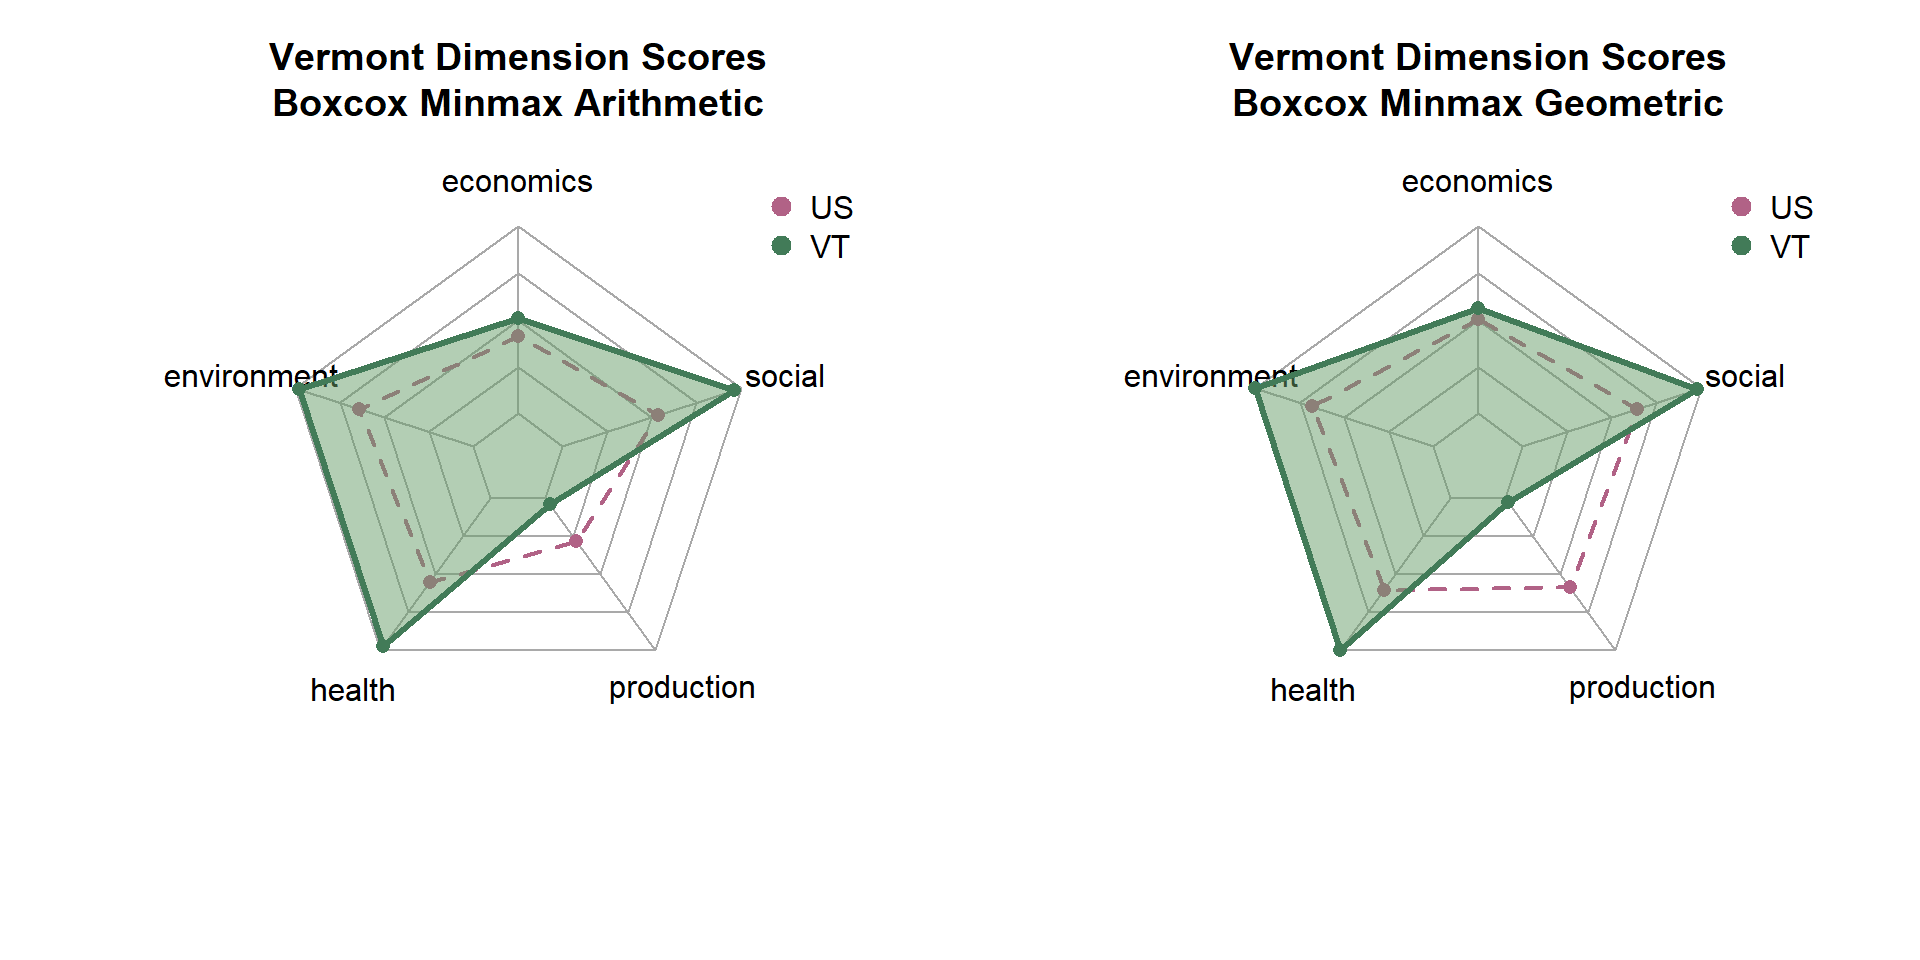 Vermont Dimension Scores
Boxcox Minmax Arithmetic
economics
US
VT
environment
social
health
production
Vermont Dimension Scores
Boxcox Minmax Geometric
economics
US
VT
environment
social
health
production